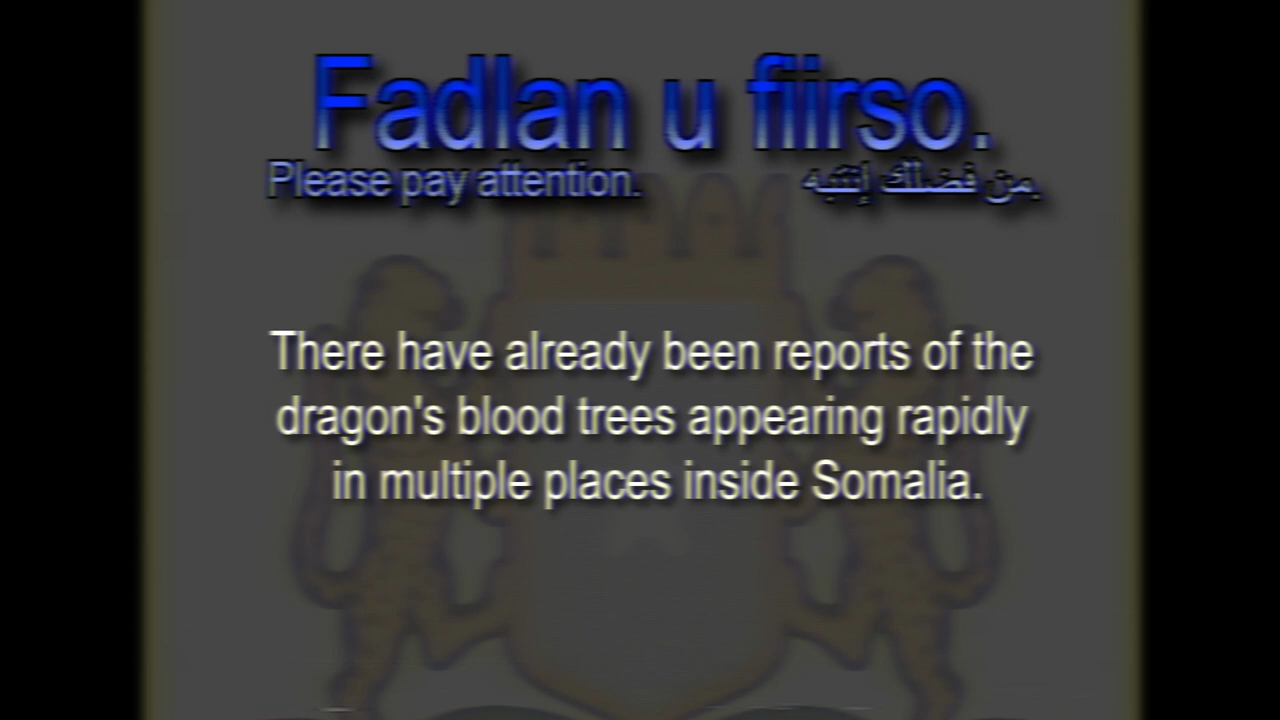 Fadlan u fiirso.
Please pay attention. من فضلك إنتبه.
There have already been reports of the
dragon's blood trees appearing rapidly
in multiple places inside Somalia.